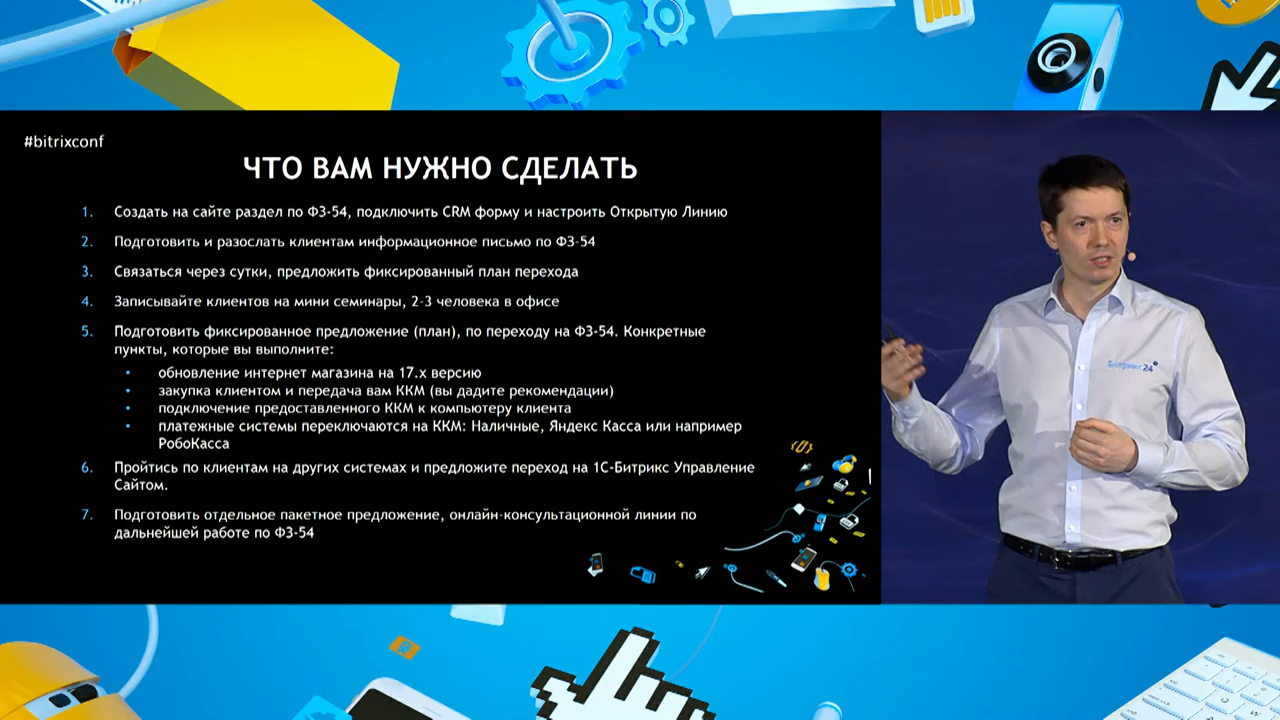 #bitrixconf
ЧТО ВАМ НУЖНО СДЕЛАТЬ
1. Создать на сайте раздел по ФЗ-54, подключить CRM форму и настроить Открытую Линию
2. Подготовить и разослать клиентам информационное письмо по ФЗ-54
3. Связаться через сутки, предложить фиксированный план перехода
4. Записывайте клиентов на мини семинары, 2-3 человека в офисе
5. Подготовить фиксированное предложение (план), по переходу на ФЗ-54. Конкретные
пункты, которые вы выполните:
• обновление интернет магазина на 17.x версию
• закупка клиентом и передача вам ККМ (вы дадите рекомендации)
• подключение предоставленного ККМ к компьютеру клиента
• платежные системы переключаются на ККМ: Наличные, Яндекс Касса или например
РобоКасса
6. Пройтись по клиентам на других системах и предложите переход на 1С-Битрикс Управление
Сайтом.
7. Подготовить отдельное пакетное предложение, онлайн-консультационной линии по
дальнейшей работе по ФЗ-54
Битрикс24